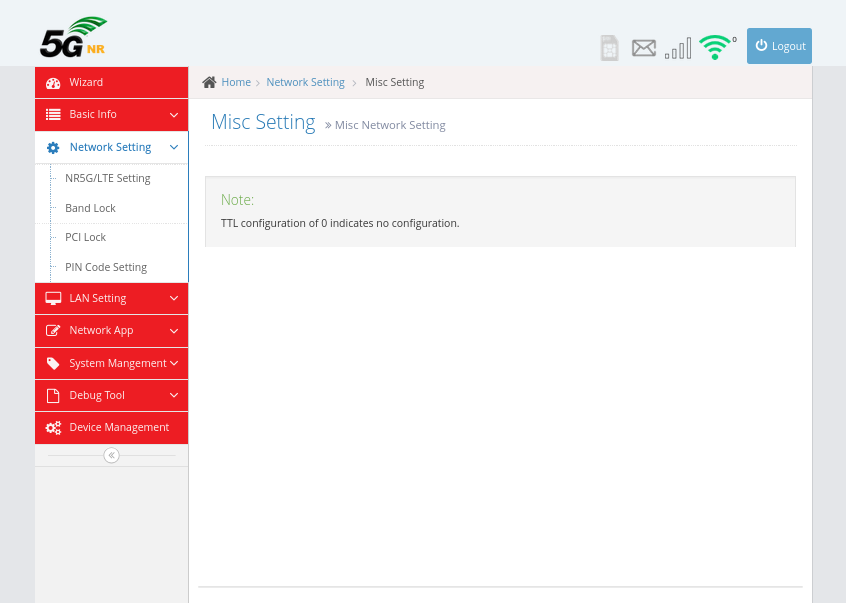 5G NR
0
Logout
Wizard
Basic Info
Network Setting
NR5G/LTE Setting
Band Lock
PCI Lock
PIN Code Setting
LAN Setting
Network App
System Mangement
Debug Tool
Device Management
Home > Network Setting > Misc Setting
Misc Setting » Misc Network Setting
Note:
TTL configuration of 0 indicates no configuration.